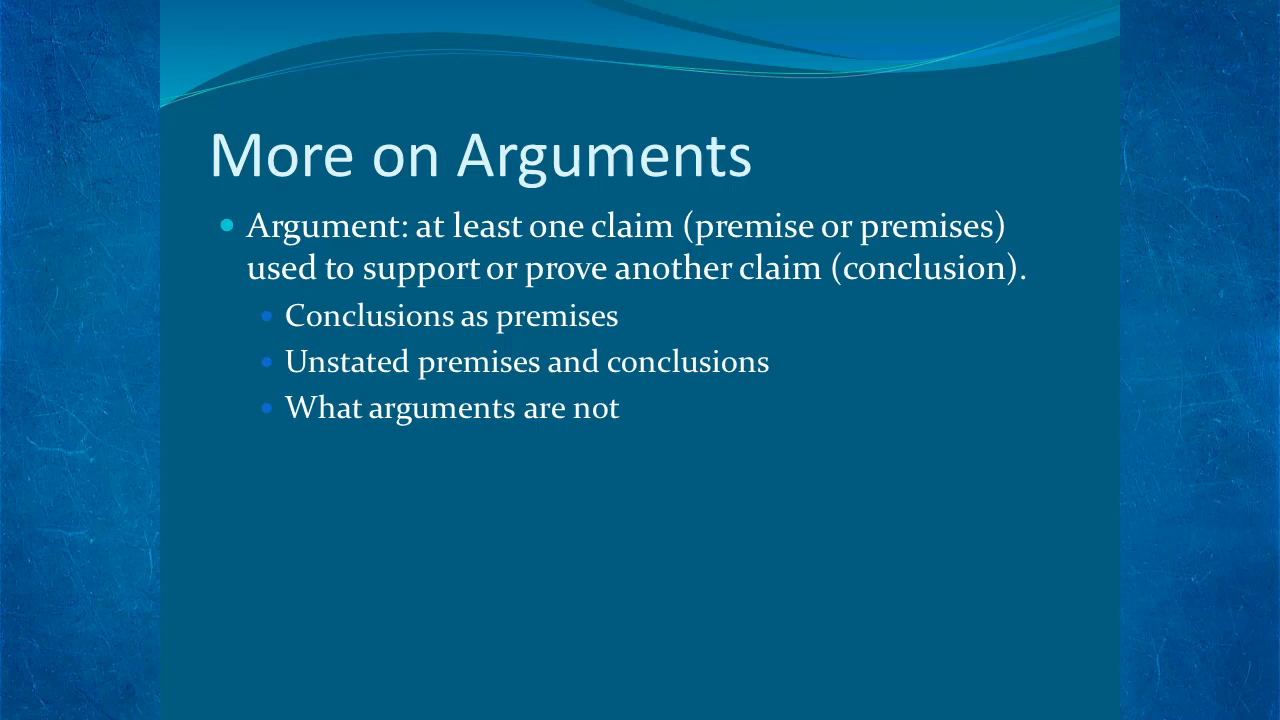 More on Arguments
Argument: at least one claim (premise or premises)
used to support or prove another claim (conclusion).
Conclusions as premises
Unstated premises and conclusions
What arguments are not